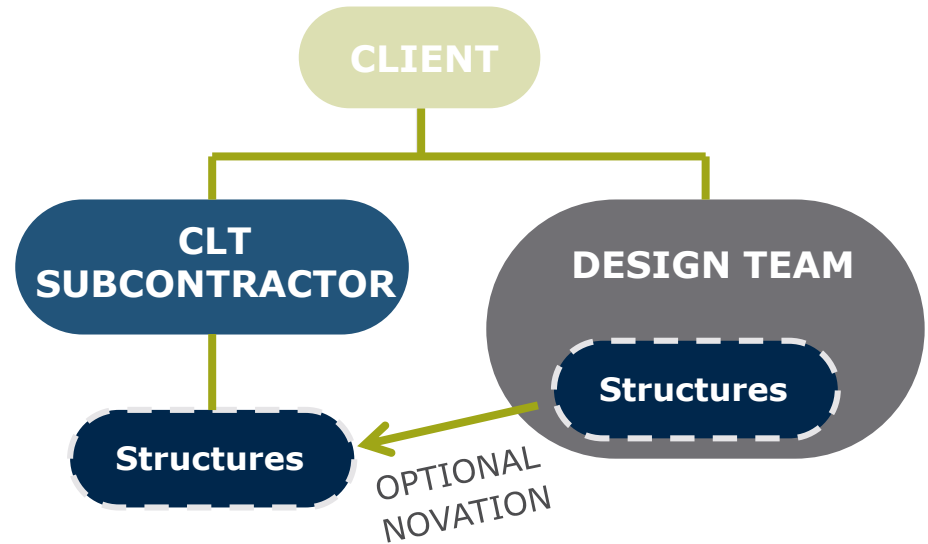 CLIENT
CLT
SUBCONTRACTOR
DESIGN TEAM
Structures
Structures
OPTIONAL
NOVATION